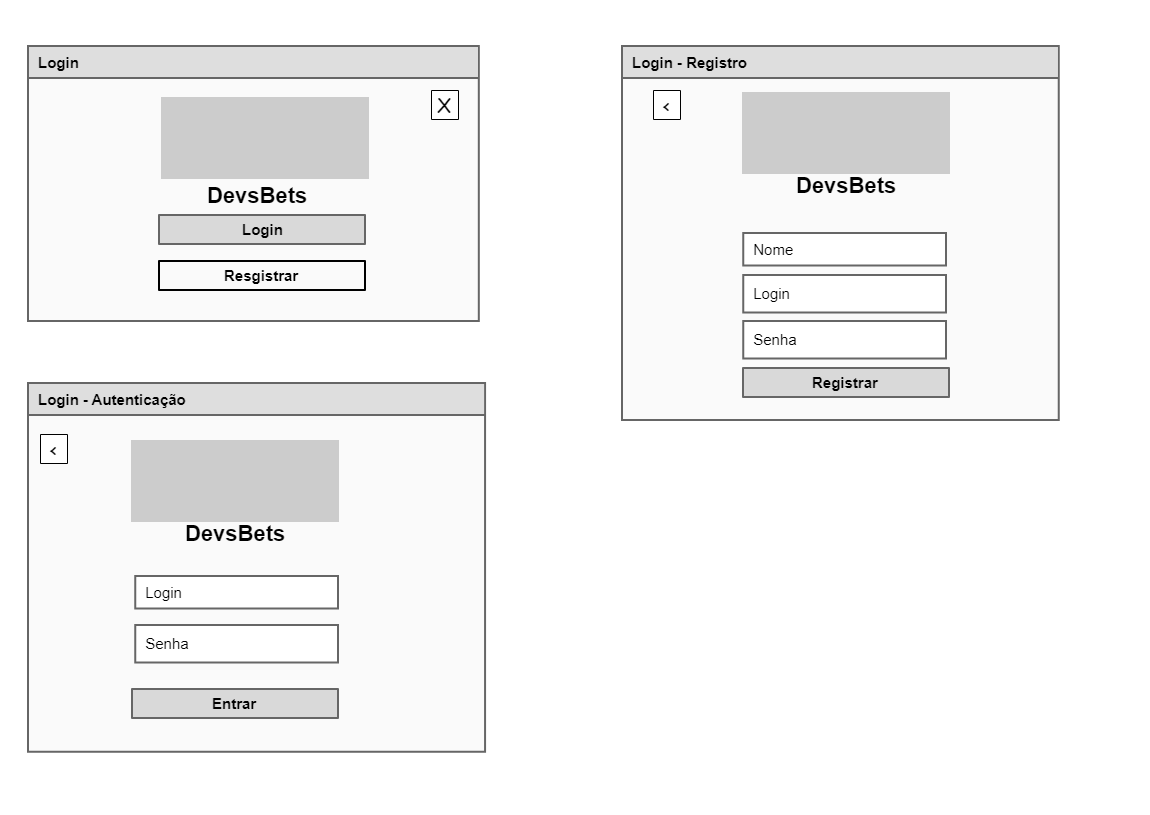 Login
X
DevsBets
Login
Resgistrar
Login - Autenticação
<
DevsBets
Login
Senha
Entrar
Login - Registro
<
DevsBets
Nome
Login
Senha
Registrar